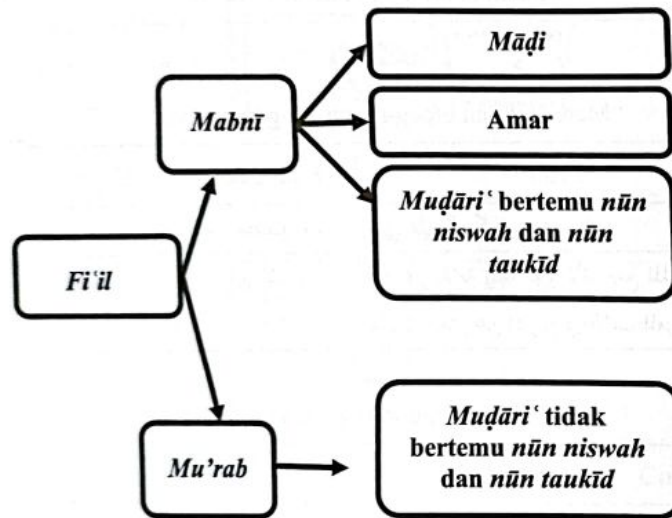 Māḍi
Mabnī
Amar
Muḍāriʿ bertemu nūn
niswah dan nūn
taukīd
Fiʿil
Muḍāriʿ tidak
bertemu nūn niswah
dan nūn taukīd
Mu’rab